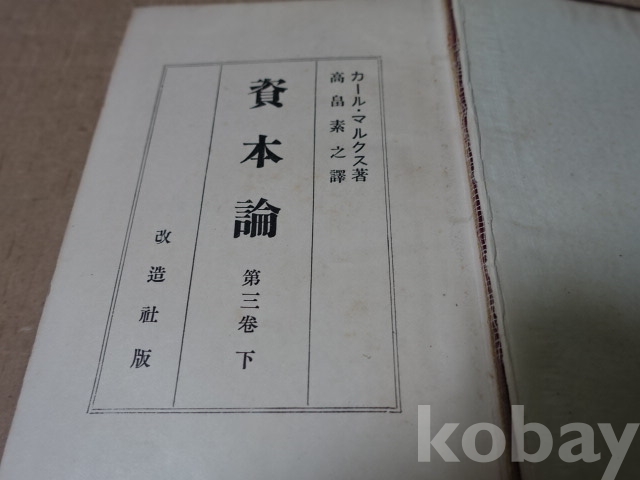 カール・マルクス著
高畠素之譯
資本論 第三卷 下
改造社版
kobay